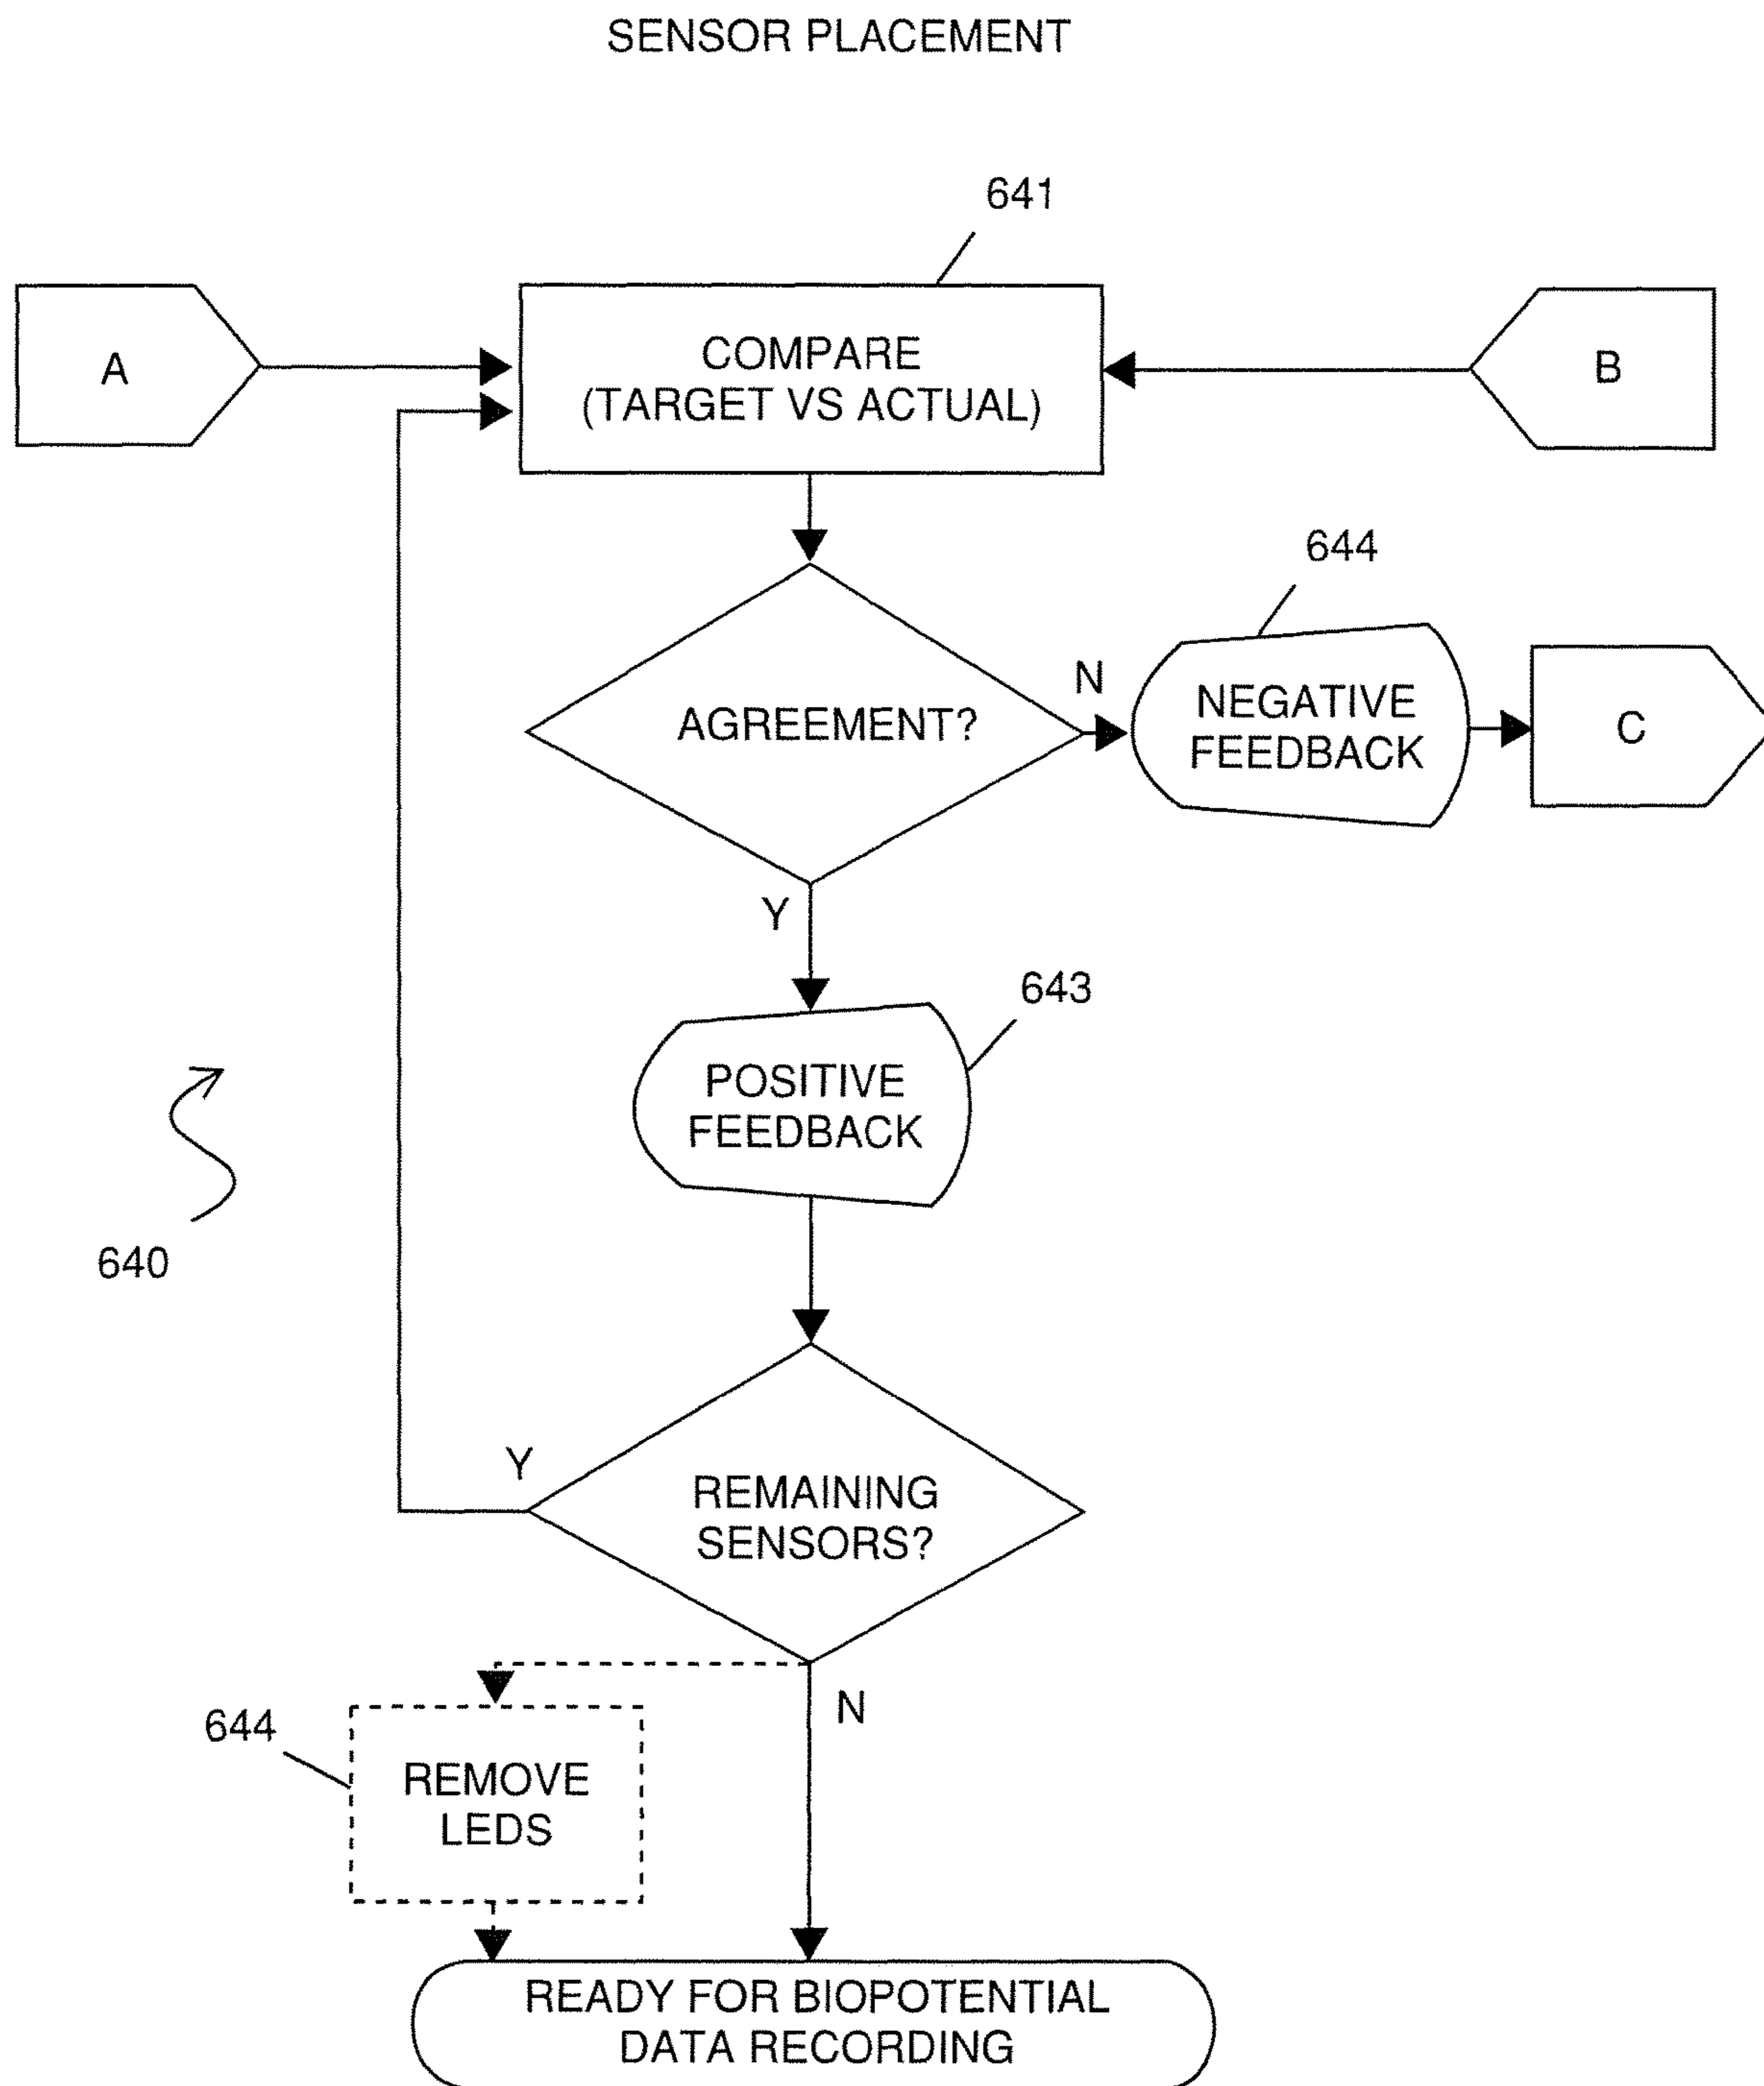 SENSOR PLACEMENT
641
A
COMPARE
(TARGET VS ACTUAL)
B
644
AGREEMENT?
N
NEGATIVE
FEEDBACK
C
Y
643
POSITIVE
FEEDBACK
640
Y
REMAINING
SENSORS?
N
644
REMOVE
LEDS
READY FOR BIOPOTENTIAL
DATA RECORDING